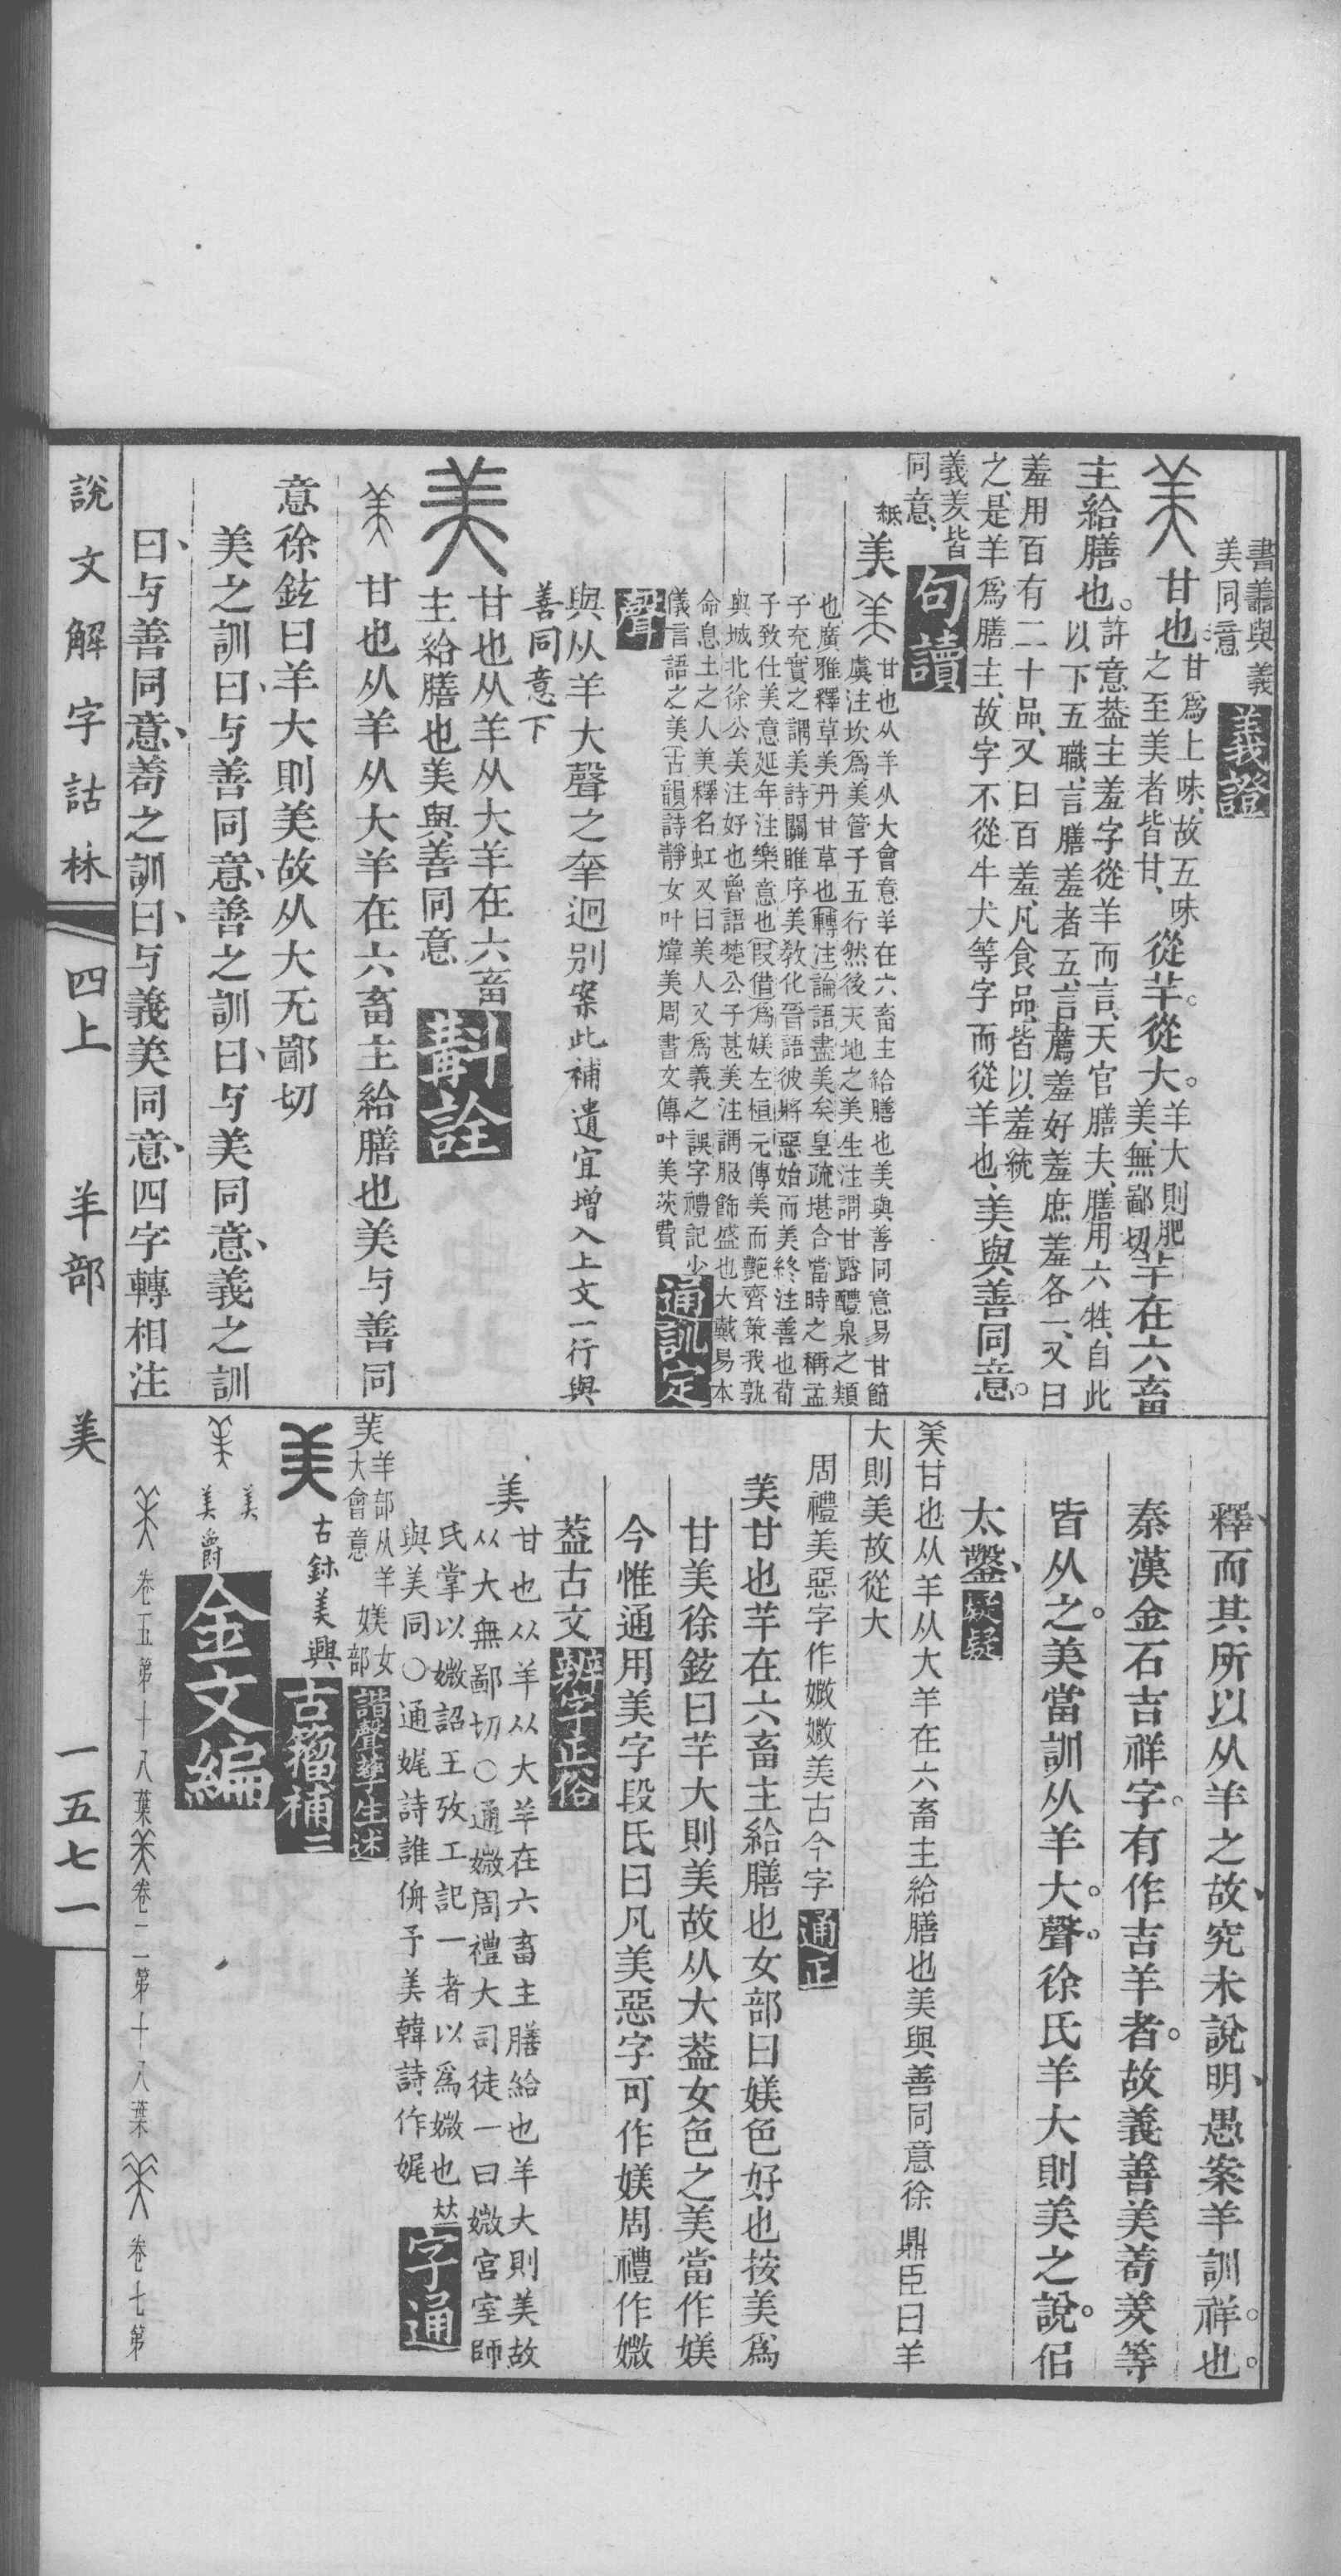 書譱與義
美同意
義證
甘也
甘爲上味故五味
之至美者皆甘、
從羊。從大。
羊大則肥
美、無鄙切
羊在六畜
主給膳也。
許意葢主羞字從羊而言、天官膳夫、膳用六牲、自此
以下五職、言膳羞者五、言薦羞好羞庶羞各一、又曰
羞用百有二十品、又曰百羞、凡食品、皆以羞統
之、是羊爲膳主、故字不從牛犬等字而從羊也、
美與善同意。
義羑皆
同意、
句讀
美
甘也从羊从大會意羊在六畜主給膳也美與善同意易甘節
虞注坎爲美管子五行然後天地之美生注謂甘露醴泉之類
也廣雅釋草美丹甘草也轉注論語盡美矣皇疏堪合當時之稱孟
子充實之謂美詩關雎序美敎化晉語彼將惡始而美終注善也荀
子致仕美意延年注樂意也叚借爲媄左桓元傳美而艷齊策我孰
與城北徐公美注好也魯語楚公子甚美注謂服飾盛也大戴易本
命息土之人美釋名虹又曰美人又爲義之誤字禮記少
儀言語之美古韻詩靜女叶煒美周書文傳叶美茨費
通訓定
聲
與从羊大聲之羍迥別案此補遺宜增入上文一行與
善同意下
美
甘也从羊从大羊在六畜
主給膳也美與善同意
斠詮
甘也从羊从大羊在六畜主給膳也美与善同
意徐鉉曰羊大則美故从大无鄙切
美之訓曰与善同意善之訓曰与美同意義之訓
曰与善同意茍之訓曰与義美同意四字轉相注
釋而其所以从羊之故究未說明愚案羊訓祥。也。
秦漢金石吉祥字。有作吉羊者。故義善美茍羑等
皆从之。美當訓从羊大。聲。徐氏羊大則美之說。佀
太鑿
疑疑
美甘也从羊从大羊在六畜主給膳也美與善同意徐鼎臣曰羊
大則美故從大
周禮美惡字作媺媺美古今字
通正
美甘也羊在六畜主給膳也女部曰媄色好也按美爲
甘美徐鉉曰羊大則美故从大葢女色之美當作媄
今惟通用美字段氏曰凡美惡字可作媄周禮作媺
葢古文
辨字正俗
美
甘也从羊从大羊在六畜主膳給也羊大則美故
从大無鄙切〇通媺周禮大司徒一曰媺宮室師
氏掌以媺詔王攷工記一者以爲媺也
與美同〇通娓詩誰侜予美韓詩作娓
字通
美
羊部从羊
大會意
媄女
部
諧聲孳生述
美
古鉥美興
古籀補二
美
美爵
金文編
卷五第十八葉
卷二第十八葉
卷七第
說文解字詁林
四上
羊部
美
一五七一